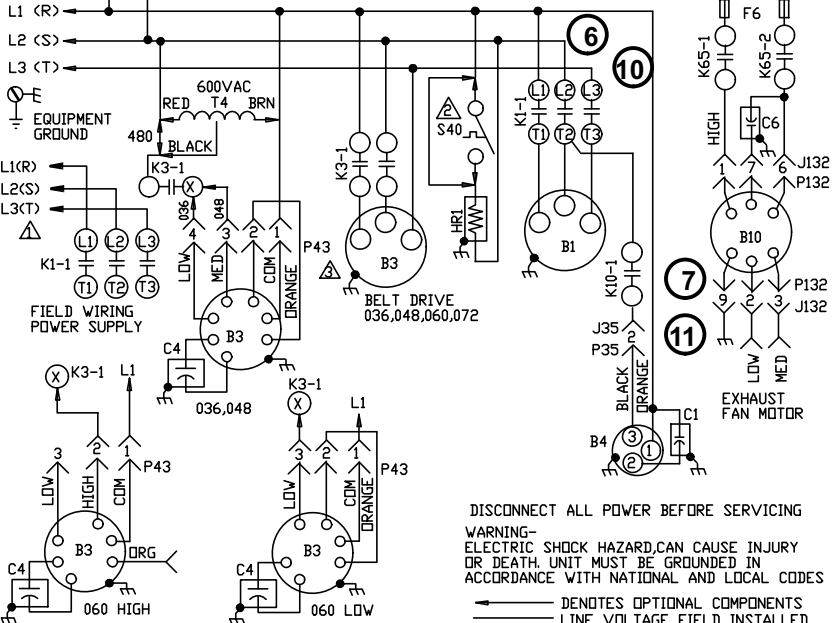 L1 (R)
L2 (S)
L3 (T)
6
10
F6
K65-1
K65-2
EQUIPMENT
GROUND
600VAC
RED T4 BRN
480
BLACK
2
S40
K1-1
L1 L2 L3
T1 T2 T3
HIGH
C6
L1(R)
L2(S)
L3(T)
1
K3-1
X
036
048
4 3 2 1
P43
LOW
MED
COM
ORANGE
K3-1
HR1
1 7 6
J132
P132
K1-1
L1 L2 L3
T1 T2 T3
FIELD WIRING
POWER SUPPLY
3
B3
BELT DRIVE
036,048,060,072
B1
K10-1
B10
7
P132
9 2 3
J132
11
B3
C4
036,048
J35
2
P35
BLACK
ORANGE
LOW
MED
EXHAUST
FAN MOTOR
X
K3-1
L1
K3-1
X
L1
3 2 1
P43
LOW
HIGH
COM
3 2 1
P43
LOW
COM
ORANGE
B4
3
1
2
C1
B3
ORG
C4
060 HIGH
B3
C4
060 LOW
DISCONNECT ALL POWER BEFORE SERVICING
WARNING-
ELECTRIC SHOCK HAZARD,CAN CAUSE INJURY
OR DEATH. UNIT MUST BE GROUNDED IN
ACCORDANCE WITH NATIONAL AND LOCAL CODES
DENOTES OPTIONAL COMPONENTS
LINE VOLTAGE FIELD INSTALLED